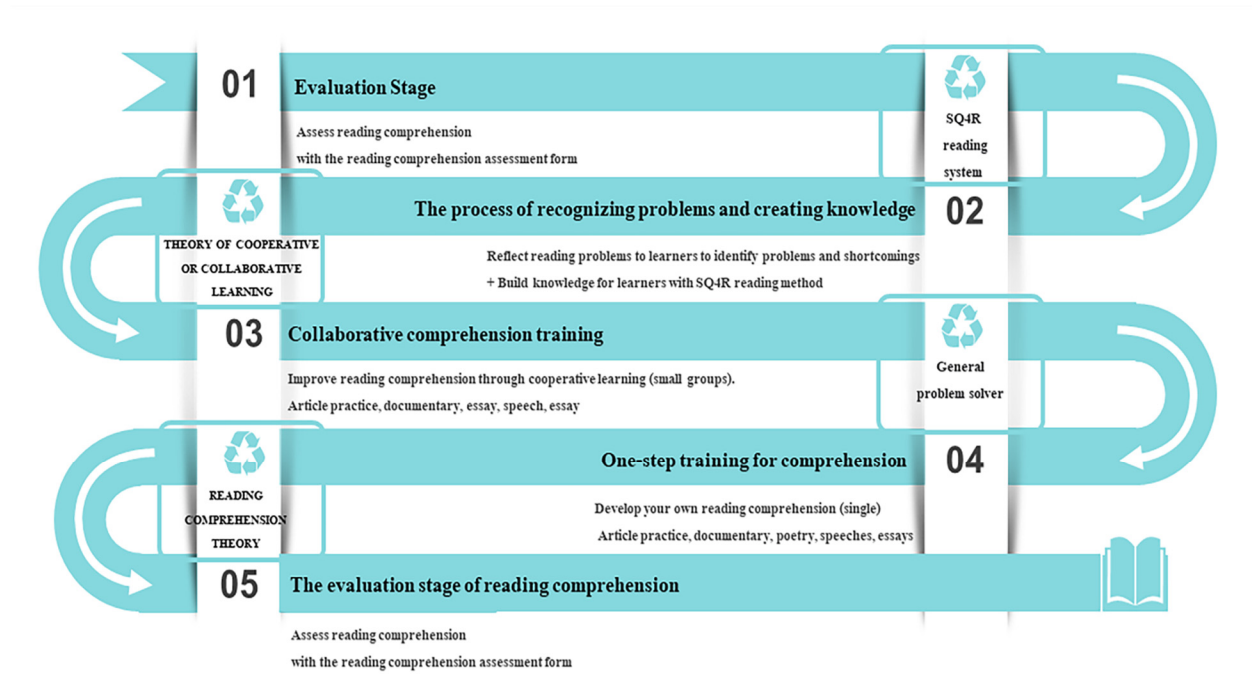 01
Evaluation Stage
Assess reading comprehension
with the reading comprehension assessment form
SQ4R
reading
system
02
The process of recognizing problems and creating knowledge
Reflect reading problems to learners to identify problems and shortcomings
+ Build knowledge for learners with SQ4R reading method
THEORY OF COOPERATIVE
OR COLLABORATIVE
LEARNING
03
Collaborative comprehension training
Improve reading comprehension through cooperative learning (small groups).
Article practice, documentary, essay, speech, essay
General
problem solver
04
One-step training for comprehension
Develop your own reading comprehension (single)
Article practice, documentary, poetry, speeches, essays
READING
COMPREHENSION
THEORY
05
The evaluation stage of reading comprehension
Assess reading comprehension
with the reading comprehension assessment form